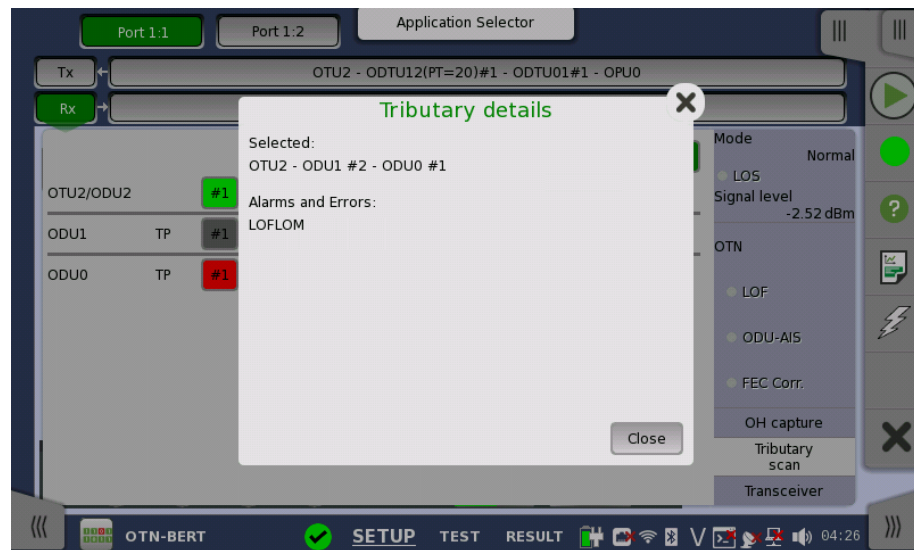 Application Selector
Port 1:1
Port 1:2
Tx
OTU2 - ODTU12(PT=20)#1 - ODTU01#1 - OPU0
Rx
Tributary details
Selected:
OTU2 - ODU1 #2 - ODU0 #1
Alarms and Errors:
LOFLOM
Close
OTU2/ODU2
#1
ODU1
TP
#1
ODU0
TP
#1
Mode
Normal
LOS
Signal level
-2.52 dBm
OTN
LOF
ODU-AIS
FEC Corr.
OH capture
Tributary
scan
Transceiver
OTN-BERT
SETUP
TEST
RESULT
04:26